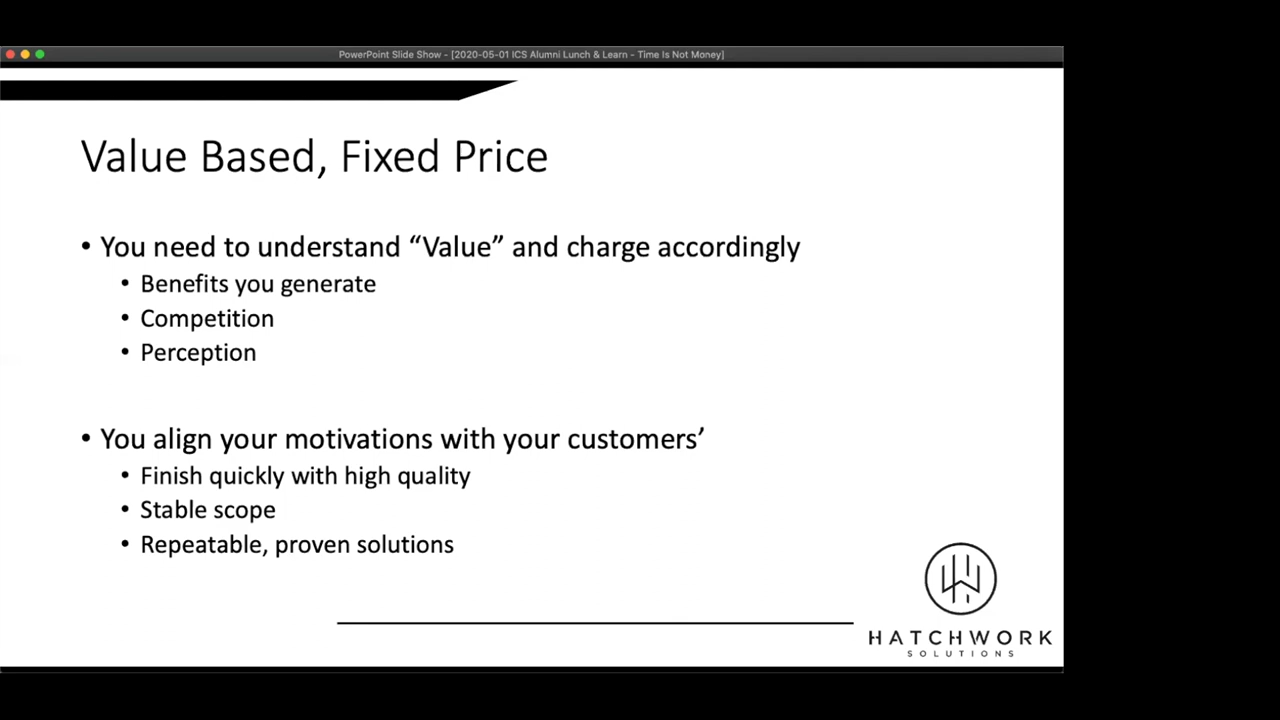 PowerPoint Slide Show - [2020-05-01 ICS Alumni Lunch & Learn - Time Is Not Money]
Value Based, Fixed Price
• You need to understand “Value” and charge accordingly
• Benefits you generate
• Competition
• Perception
• You align your motivations with your customers’
• Finish quickly with high quality
• Stable scope
• Repeatable, proven solutions
HATCHWORK
SOLUTIONS